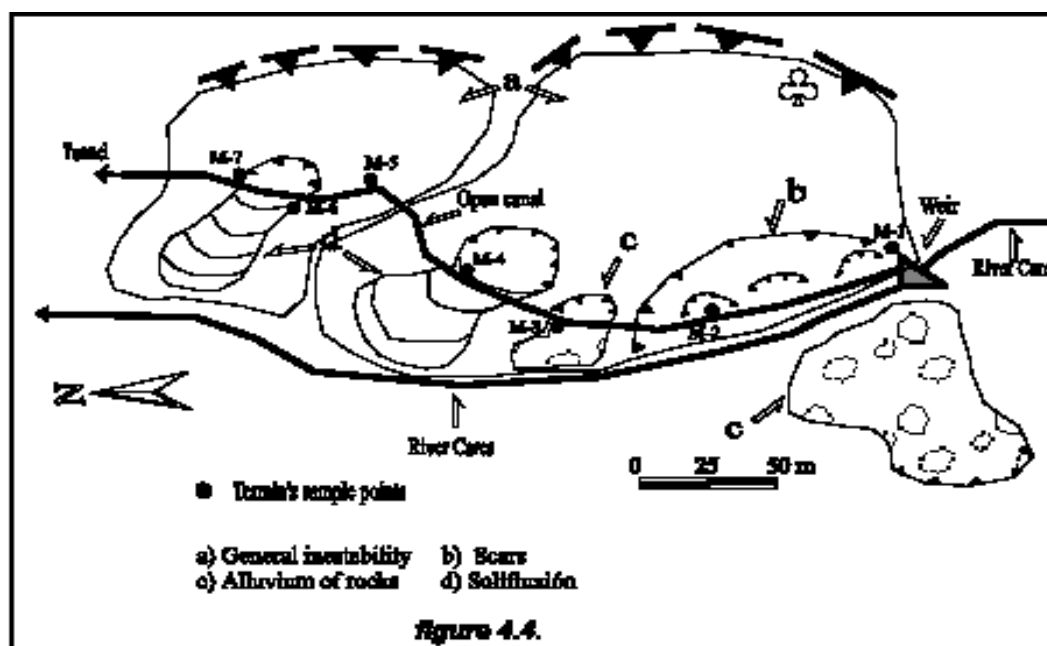 a
Tunnel
M-7
M-5
M-6
Open canal
b
c
M-1
Weir
River Cares
d
M-4
M-3
M-2
N
River Cares
c
0 25 50 m
Terrain's sample points
a) General inestability b) Scars
c) Alluvium of rocks d) Solifluxión
figure 4.4.